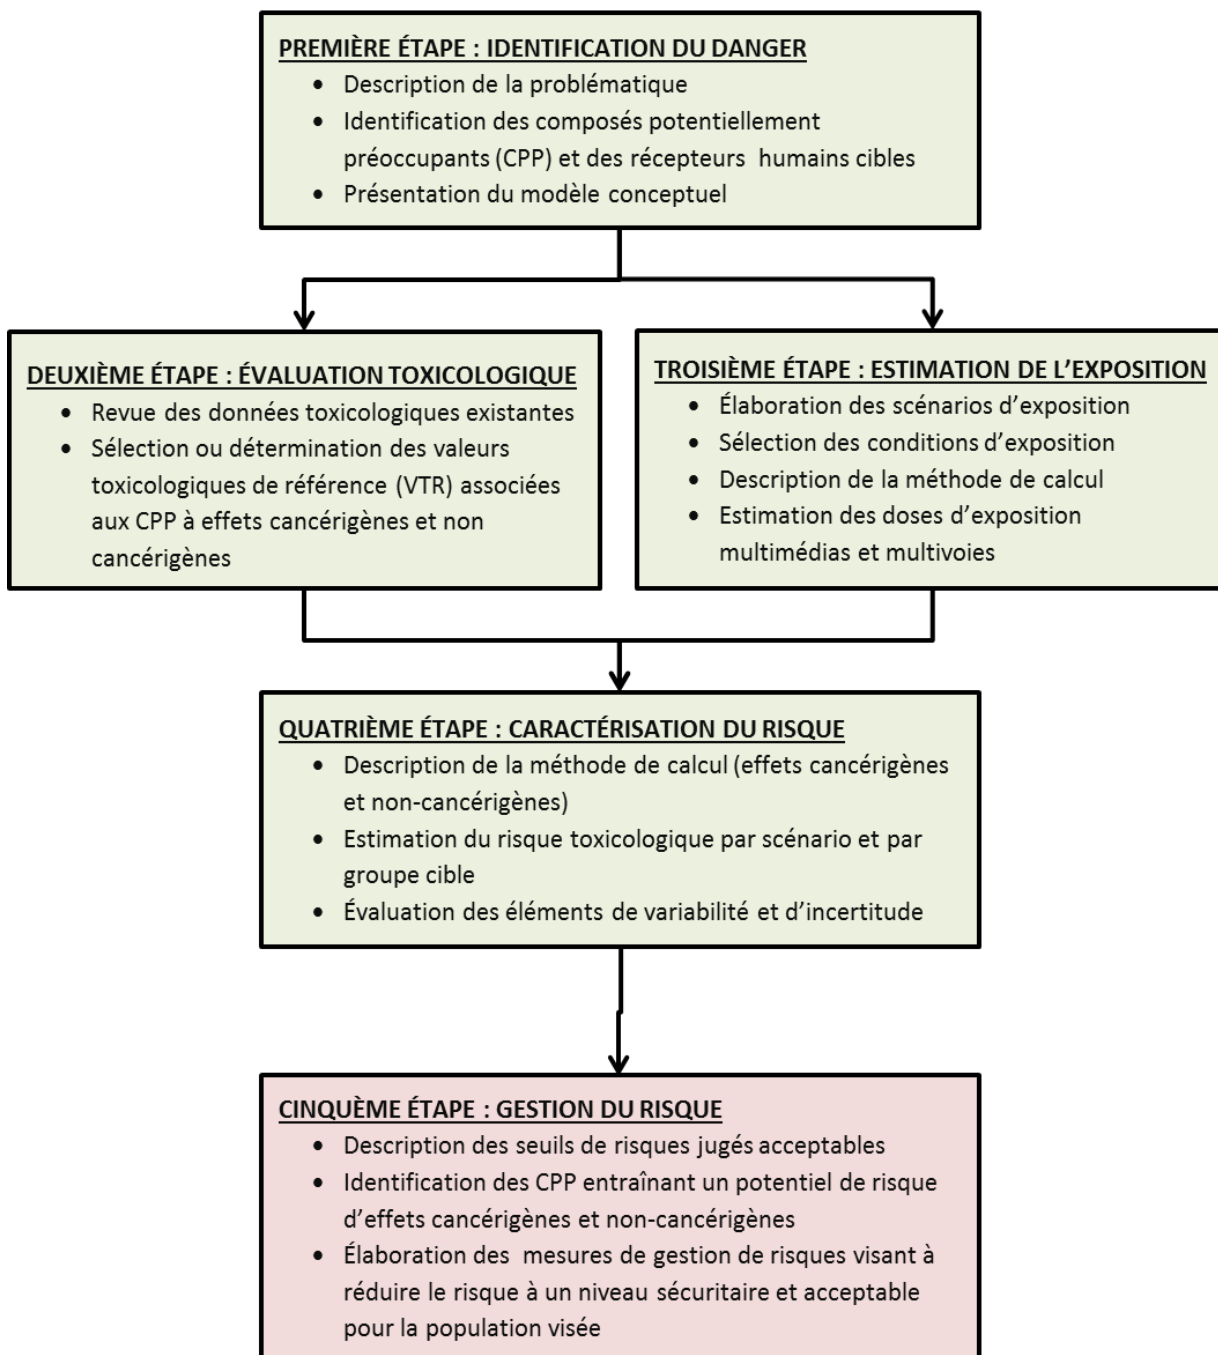 PREMIÈRE ÉTAPE : IDENTIFICATION DU DANGER
• Description de la problématique
• Identification des composés potentiellement
préoccupants (CPP) et des récepteurs humains cibles
• Présentation du modèle conceptuel
DEUXIÈME ÉTAPE : ÉVALUATION TOXICOLOGIQUE
• Revue des données toxicologiques existantes
• Sélection ou détermination des valeurs
toxicologiques de référence (VTR) associées
aux CPP à effets cancérigènes et non
cancérigènes
TROISIÈME ÉTAPE : ESTIMATION DE L’EXPOSITION
• Élaboration des scénarios d’exposition
• Sélection des conditions d’exposition
• Description de la méthode de calcul
• Estimation des doses d’exposition
multimédias et multivoies
QUATRIÈME ÉTAPE : CARACTÉRISATION DU RISQUE
• Description de la méthode de calcul (effets cancérigènes
et non-cancérigènes)
• Estimation du risque toxicologique par scénario et par
groupe cible
• Évaluation des éléments de variabilité et d’incertitude
CINQUÈME ÉTAPE : GESTION DU RISQUE
• Description des seuils de risques jugés acceptables
• Identification des CPP entraînant un potentiel de risque
d’effets cancérigènes et non-cancérigènes
• Élaboration des mesures de gestion de risques visant à
réduire le risque à un niveau sécuritaire et acceptable
pour la population visée